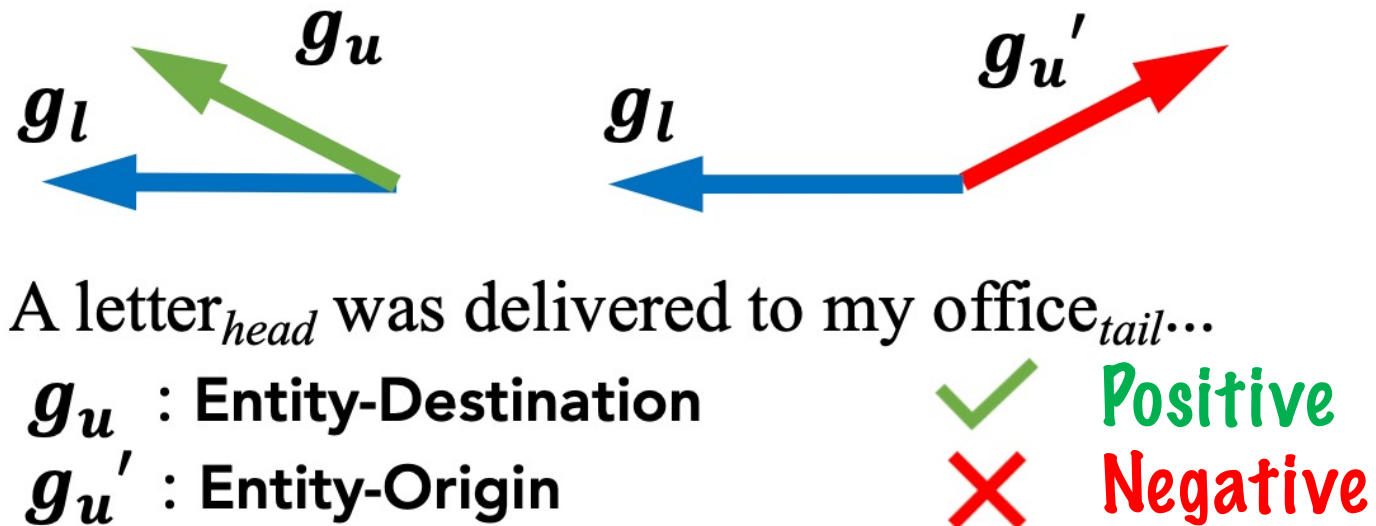 g_u g_u'
g_l g_l
A letter_head was delivered to my office_tail...
g_u : Entity-Destination Positive
g_u' : Entity-Origin Negative